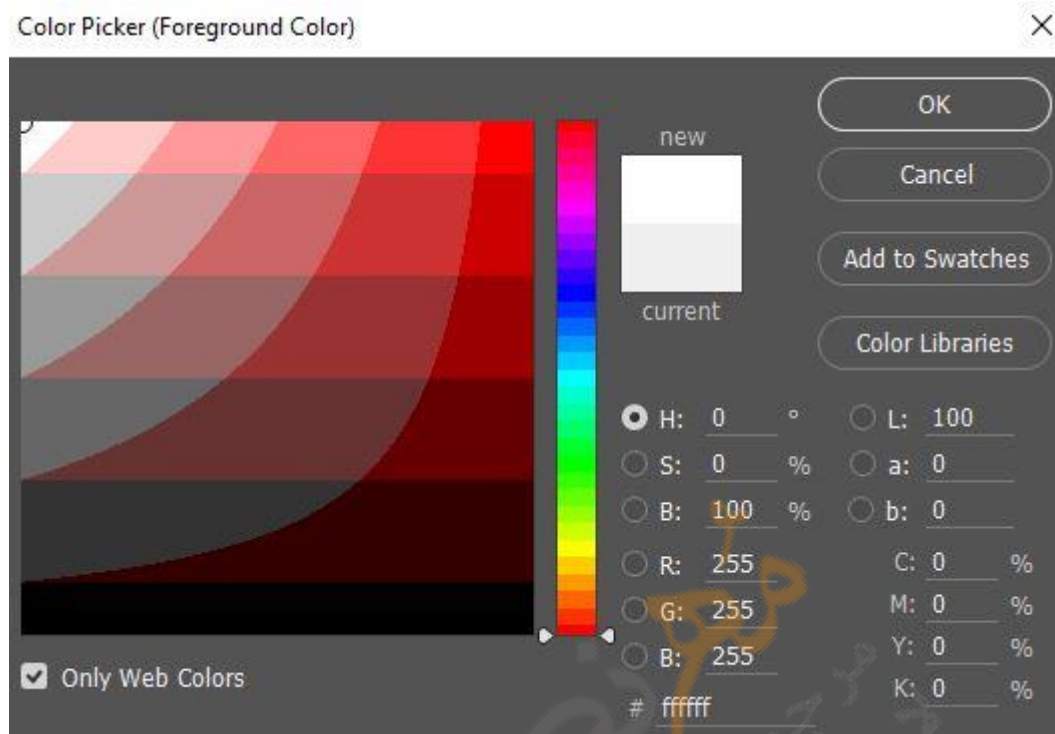 Color Picker (Foreground Color)
new
current
OK
Cancel
Add to Swatches
Color Libraries
H: 0 °
S: 0 %
B: 100 %
R: 255
G: 255
B: 255
# ffffff
L: 100
a: 0
b: 0
C: 0 %
M: 0 %
Y: 0 %
K: 0 %
Only Web Colors